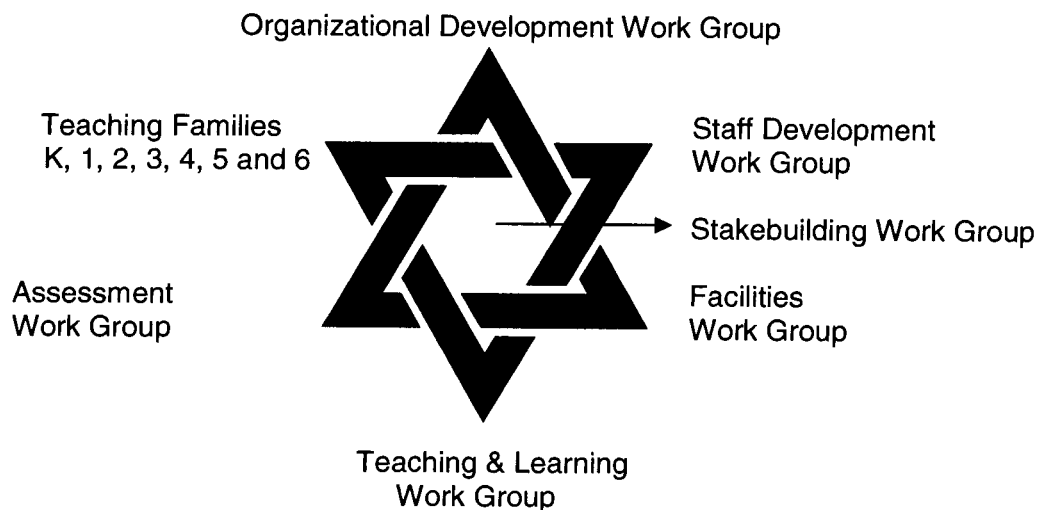 Organizational Development Work Group
Teaching Families
K, 1, 2, 3, 4, 5 and 6
Staff Development
Work Group
Stakebuilding Work Group
Assessment
Work Group
Facilities
Work Group
Teaching & Learning
Work Group